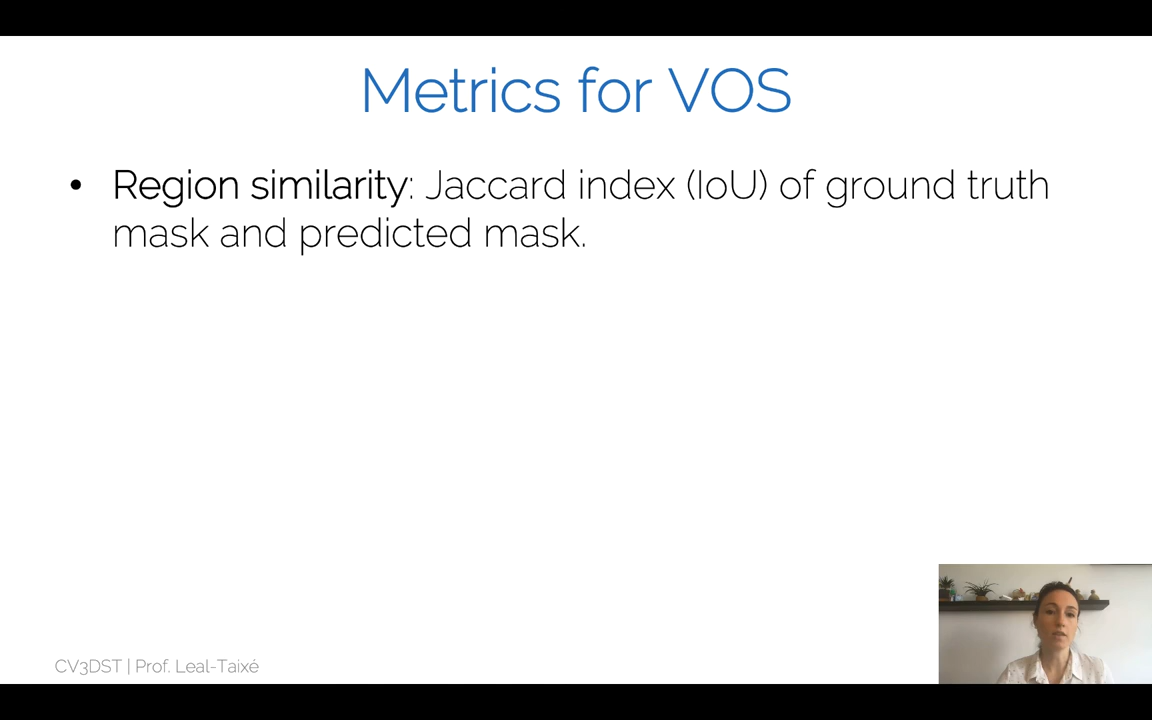 Metrics for VOS
• Region similarity: Jaccard index (IoU) of ground truth
mask and predicted mask.
CV3DST | Prof. Leal-Taixé